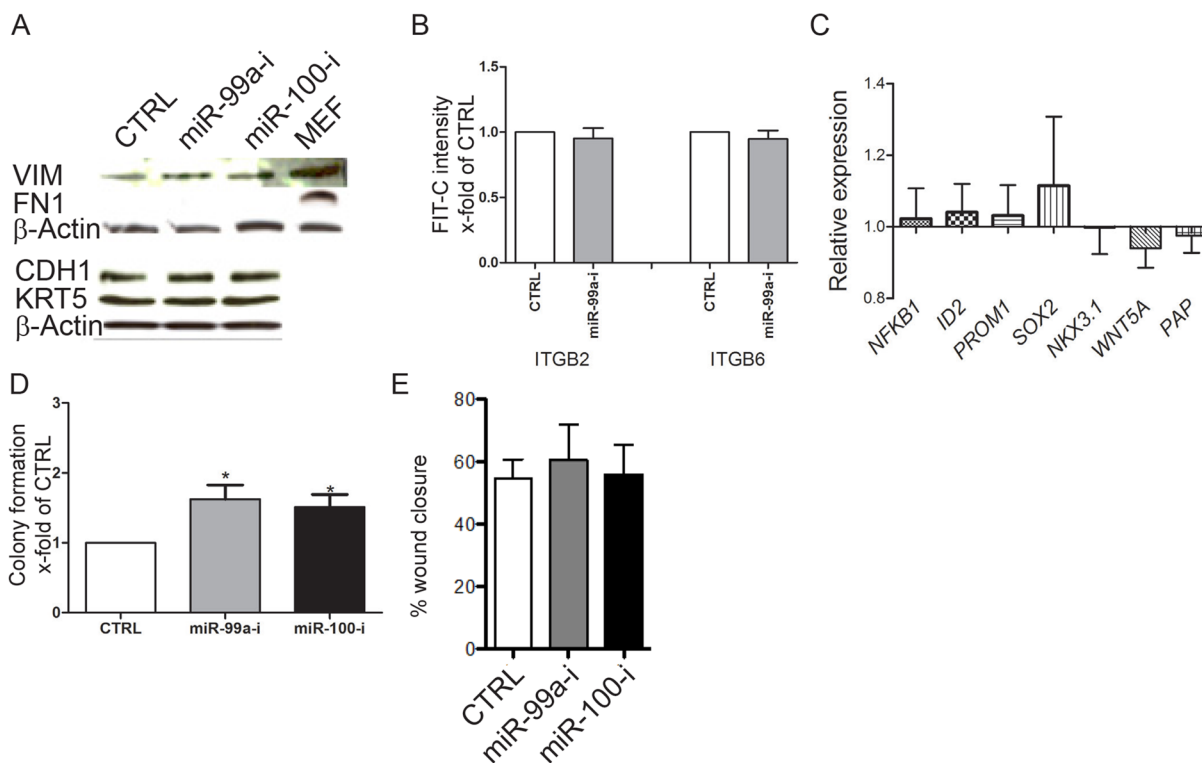 A
CTRL
miR-99a-i
miR-100-i
MEF
VIM
FN1
β-Actin
CDH1
KRT5
β-Actin
B
FIT-C intensity
x-fold of CTRL
1.5
1.0
0.5
0.0
CTRL
miR-99a-i
CTRL
miR-99a-i
ITGB2
ITGB6
C
Relative expression
1.4
1.2
1.0
0.8
NFKB1
ID2
PROM1
SOX2
NKX3.1
WNT5A
PAP
D
Colony formation
x-fold of CTRL
3
2
1
0
*
*
CTRL
miR-99a-i
miR-100-i
E
% wound closure
80
60
40
20
0
CTRL
miR-99a-i
miR-100-i